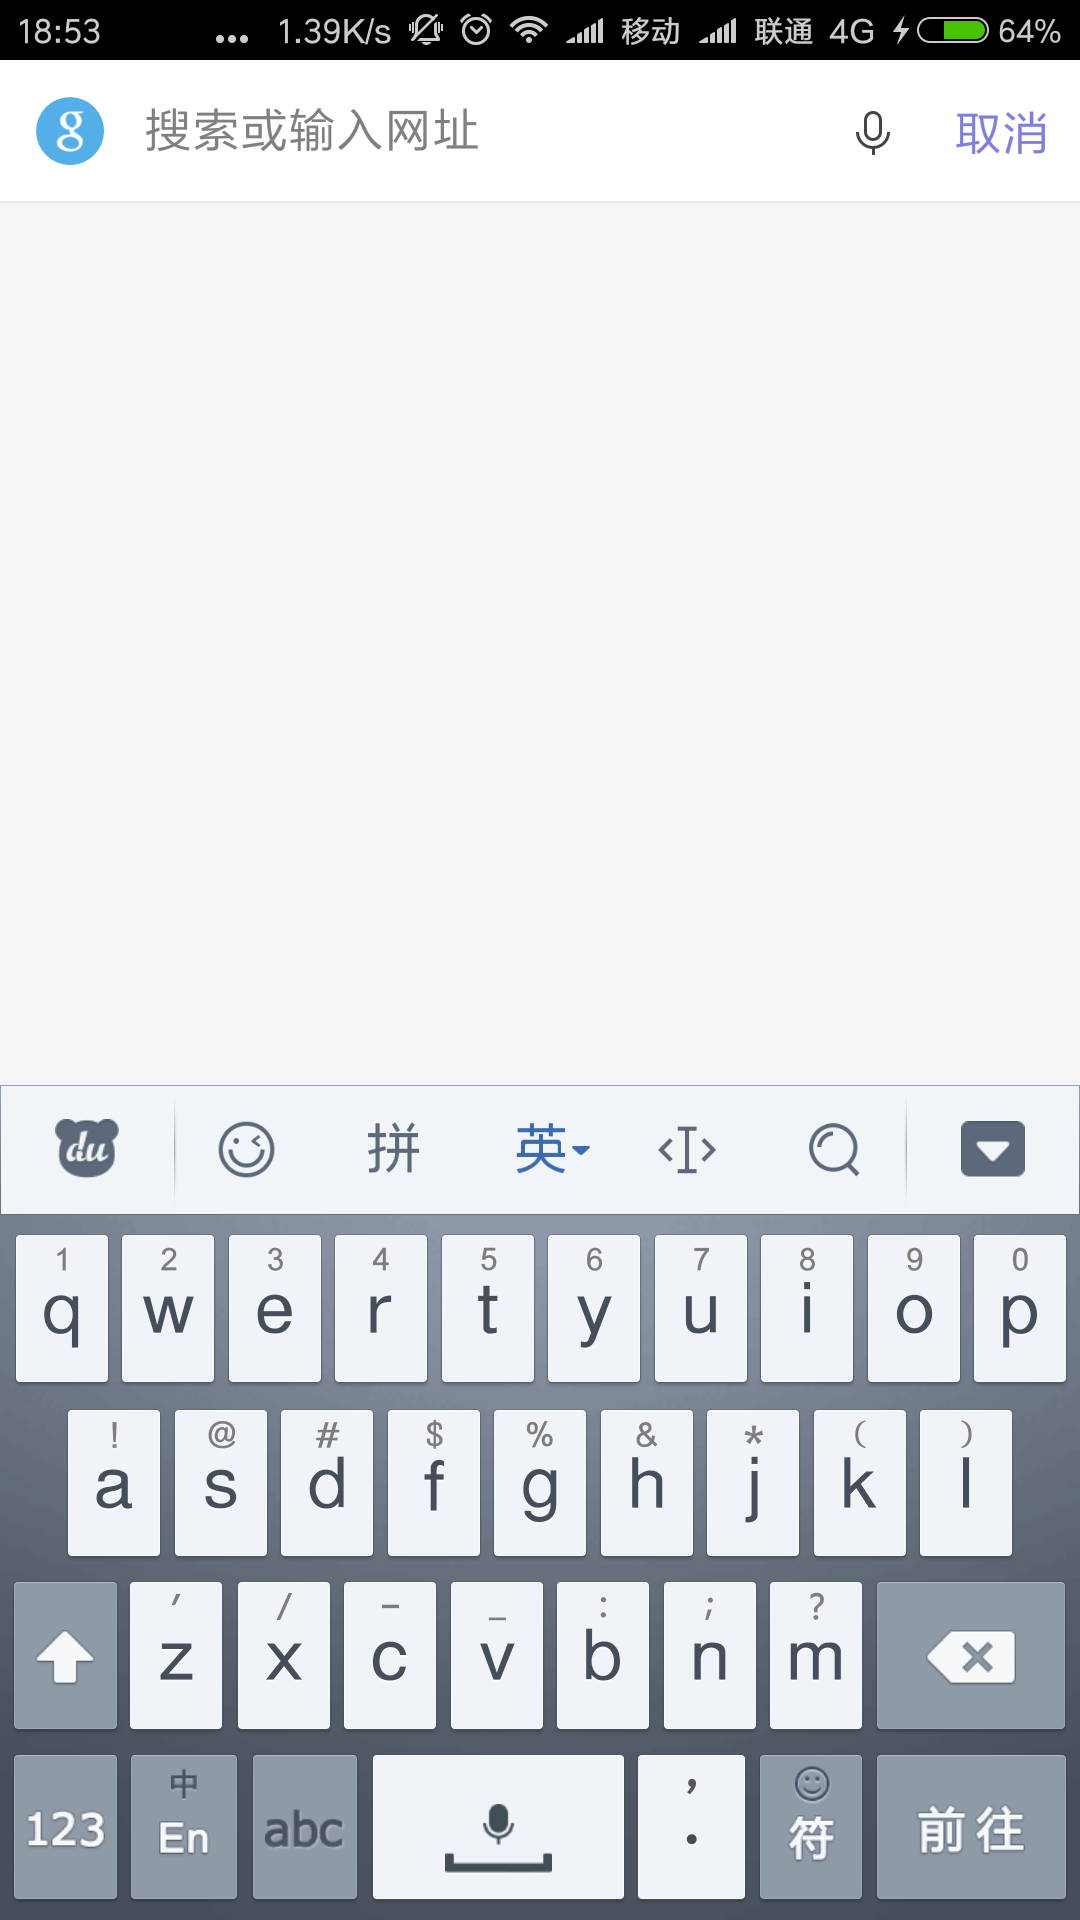 18:53 ... 1.39K/s 移动 联通 4G 64%
g 搜索或输入网址 取消
du 拼 英
1 2 3 4 5 6 7 8 9 0
q w e r t y u i o p
! @ # $ % & * ( )
a s d f g h j k l
' / - _ : ; ?
z x c v b n m
中 ,
123 En abc . 符 前往